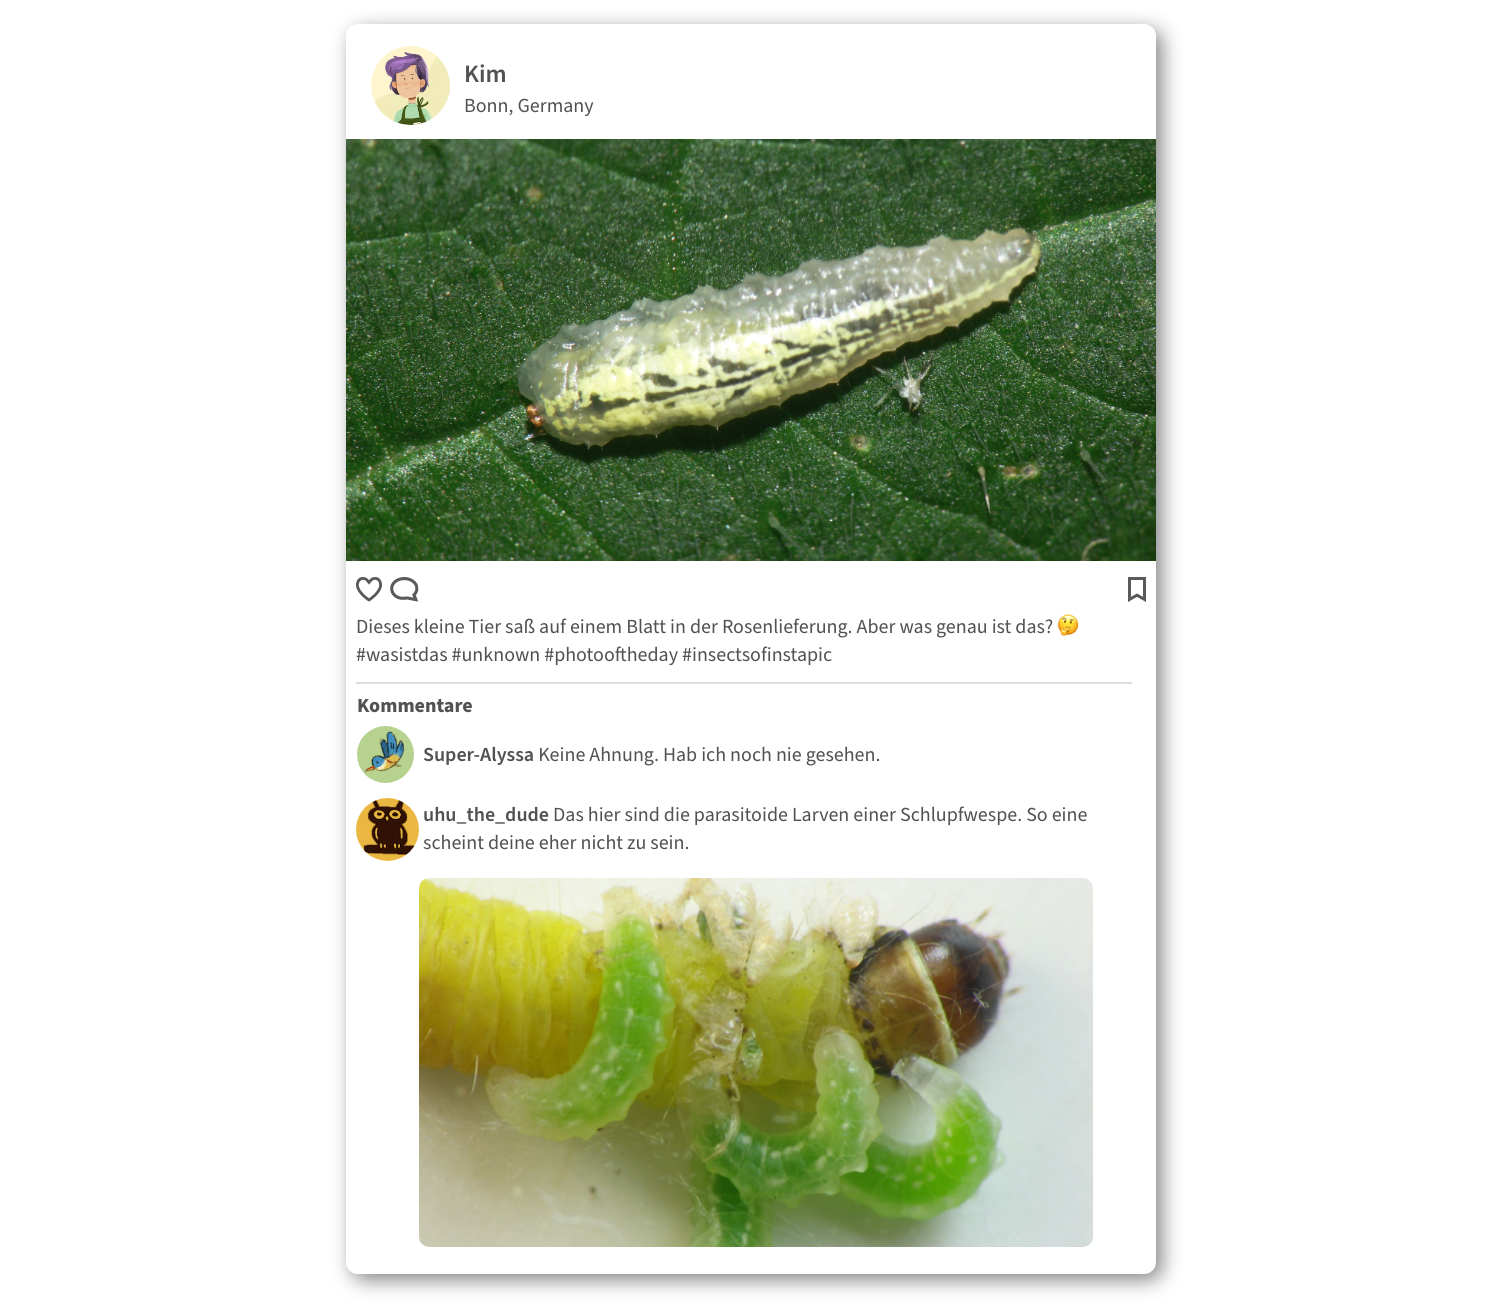 Kim
Bonn, Germany
Dieses kleine Tier saß auf einem Blatt in der Rosenlieferung. Aber was genau ist das? 🤔
#wasistdas #unknown #photooftheday #insectsofinstapic
Kommentare
Super-Alyssa Keine Ahnung. Hab ich noch nie gesehen.
uhu_the_dude Das hier sind die parasitoide Larven einer Schlupfwespe. So eine
scheint deine eher nicht zu sein.